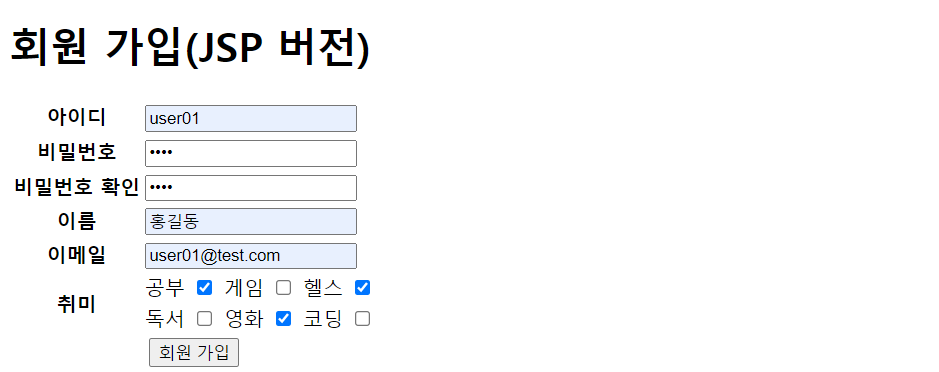 회원 가입(JSP 버전)
아이디 user01
비밀번호 ••••
비밀번호 확인 ••••
이름 홍길동
이메일 user01@test.com
취미 공부 게임 헬스
독서 영화 코딩
회원 가입